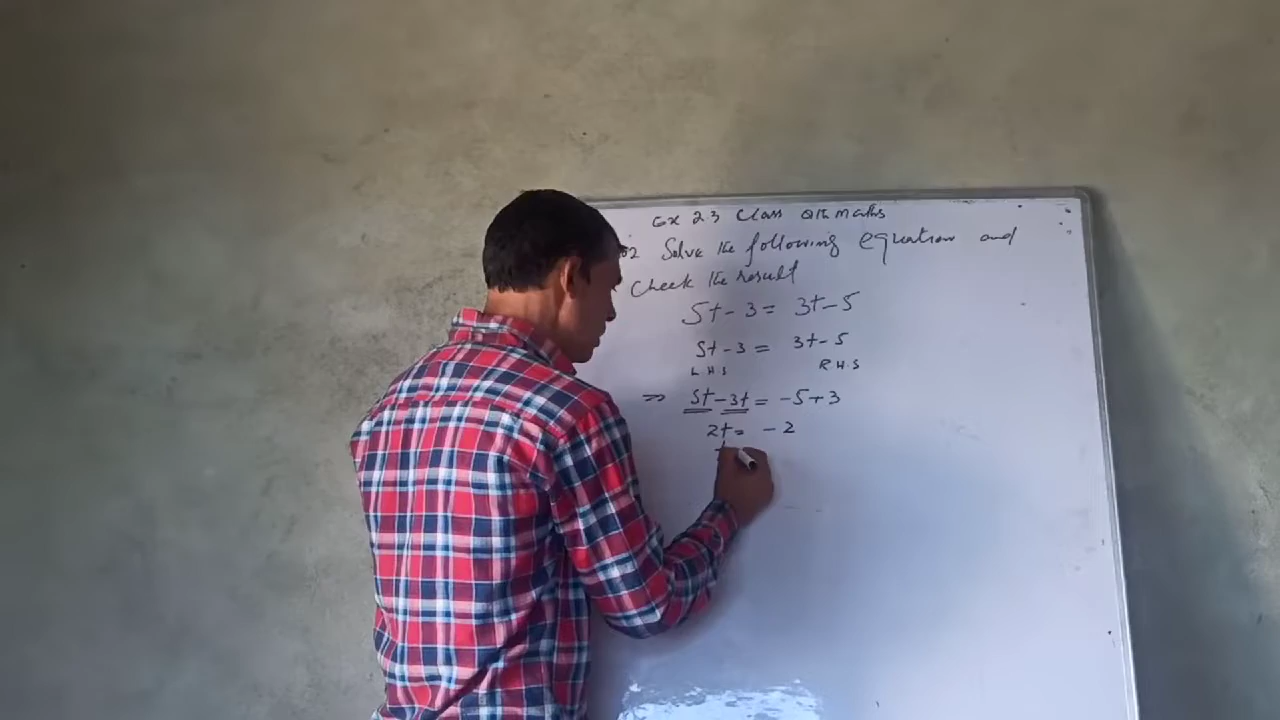 Ex 2.3 Class 8th maths
2 Solve the following equation and
Check the result
5t - 3 = 3t - 5
5t - 3 = 3t - 5
L.H.S R.H.S
=> 5t - 3t = -5 + 3
2t = -2